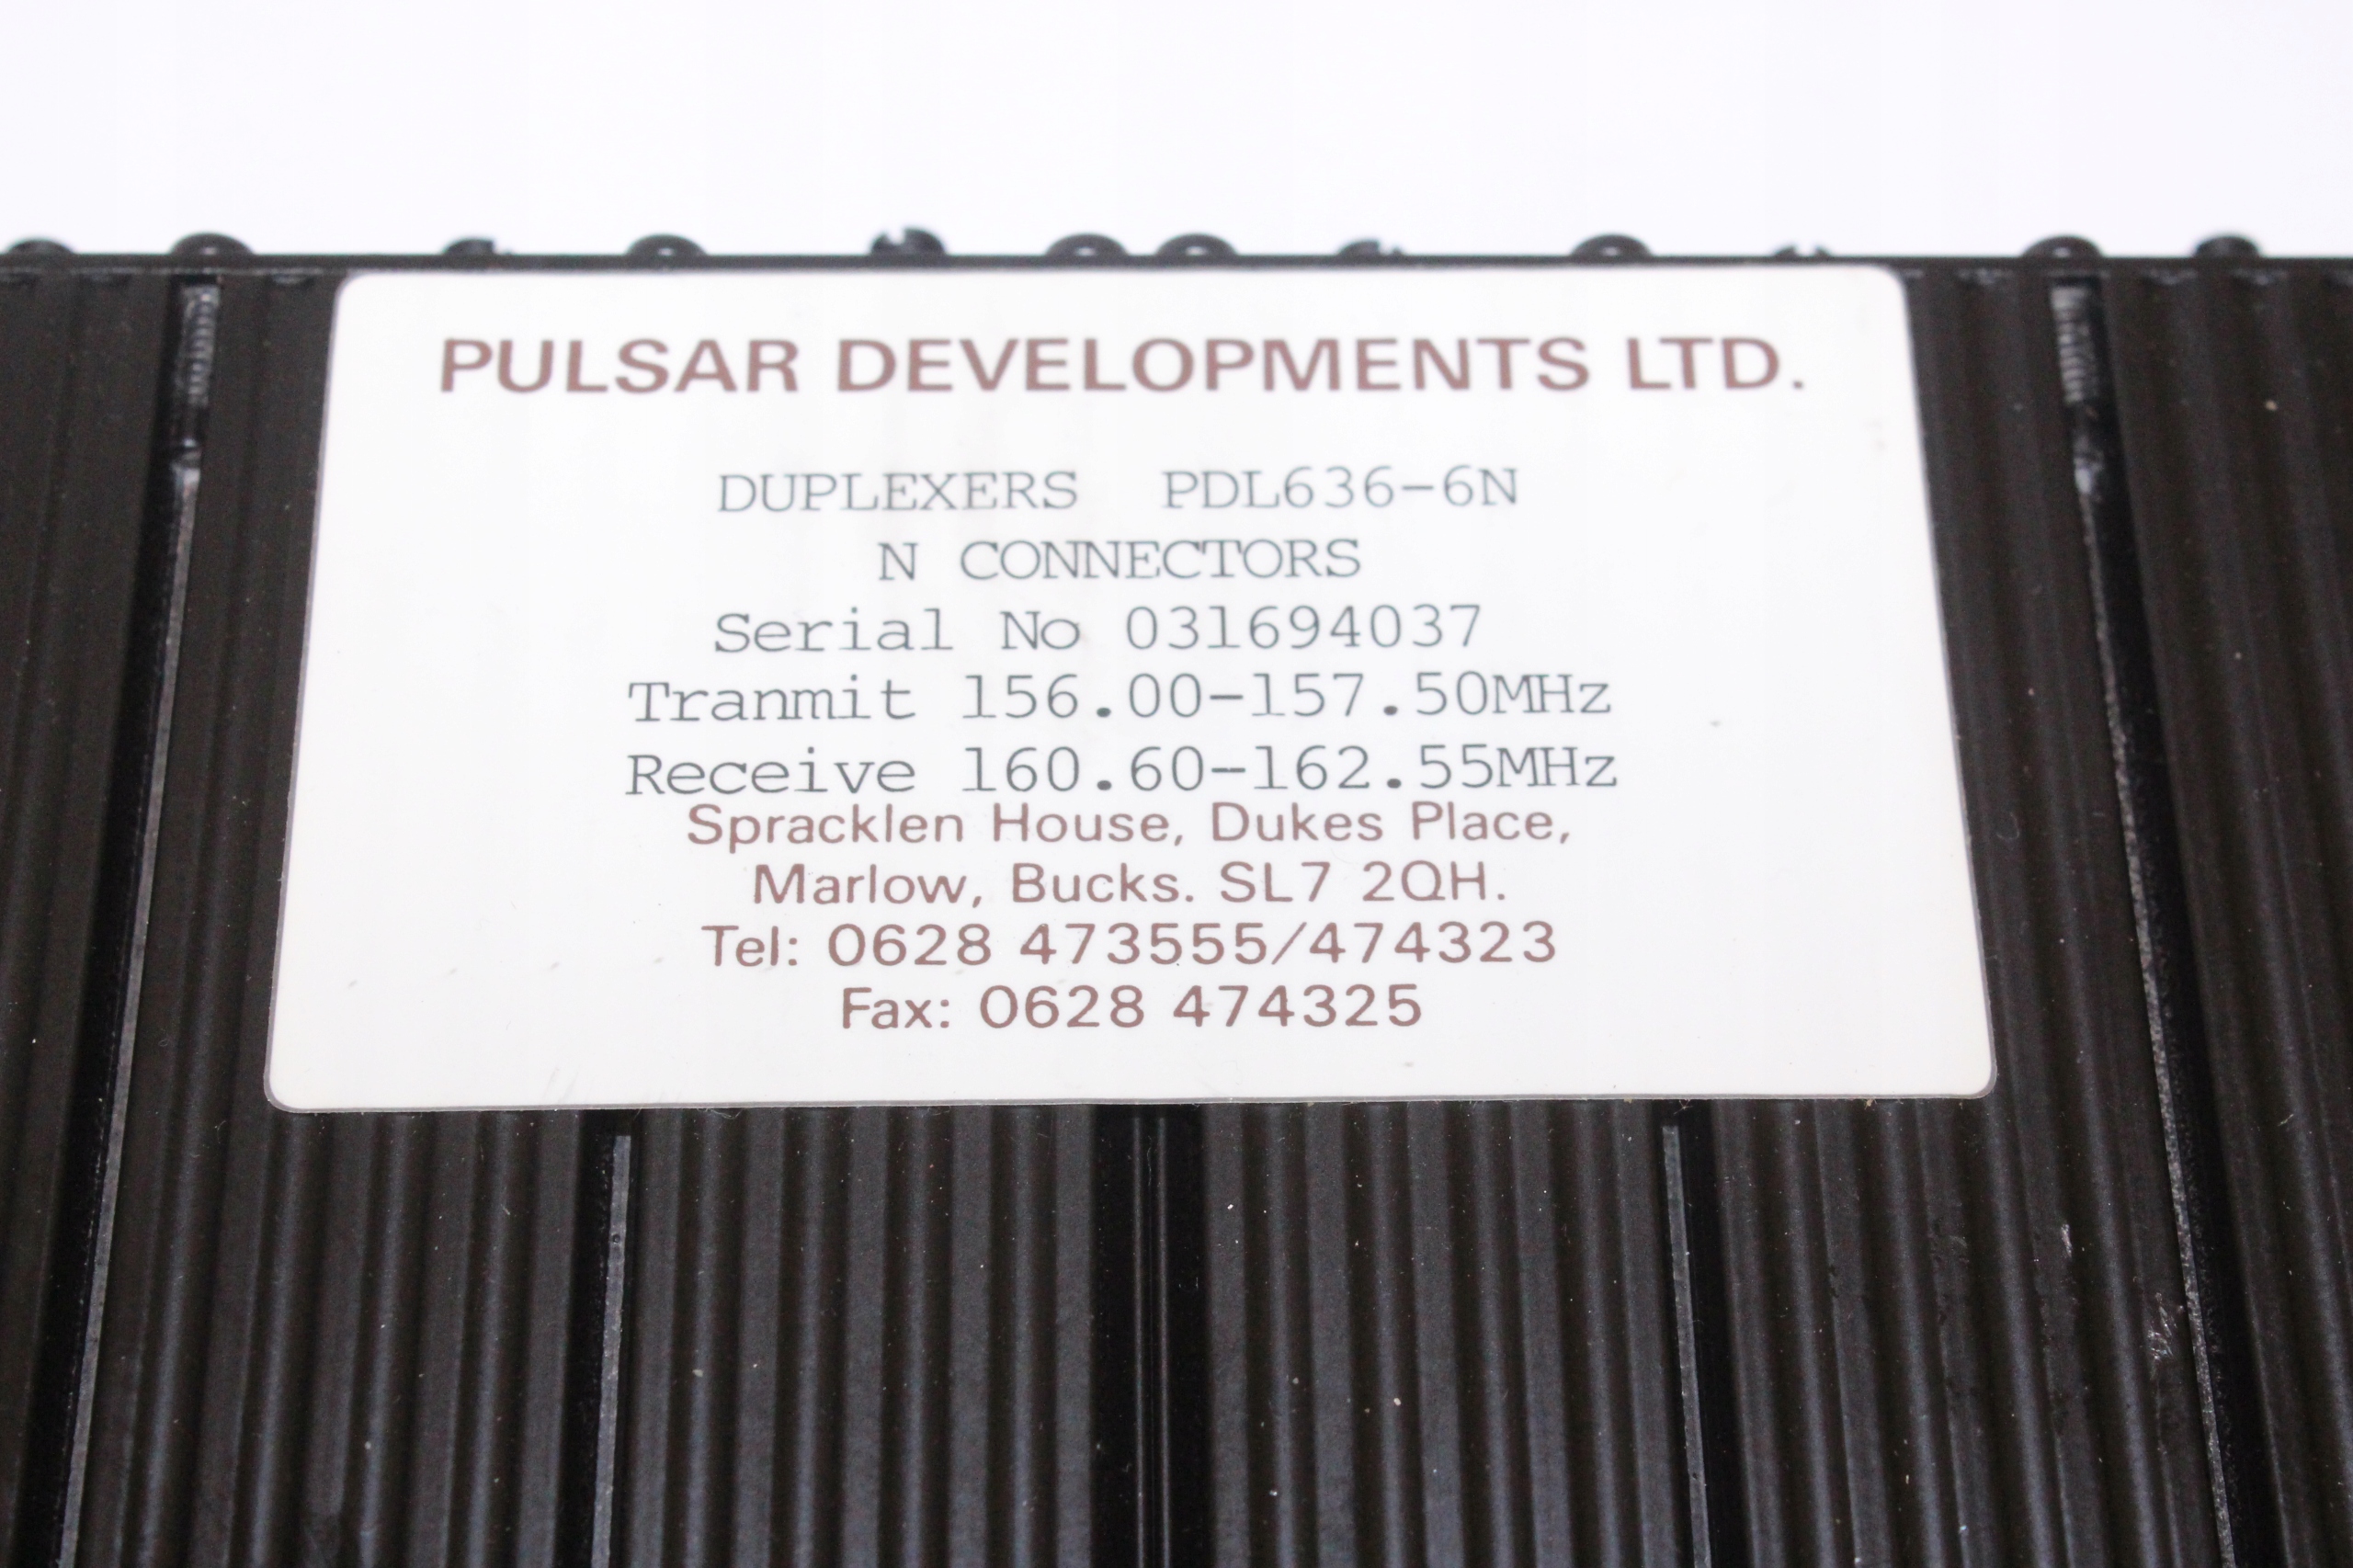 PULSAR DEVELOPMENTS LTD.
DUPLEXERS PDL636-6N
N CONNECTORS
Serial No 031694037
Tranmit 156.00-157.50MHz
Receive 160.60-162.55MHz
Spracklen House, Dukes Place,
Marlow, Bucks. SL7 2QH.
Tel: 0628 473555/474323
Fax: 0628 474325